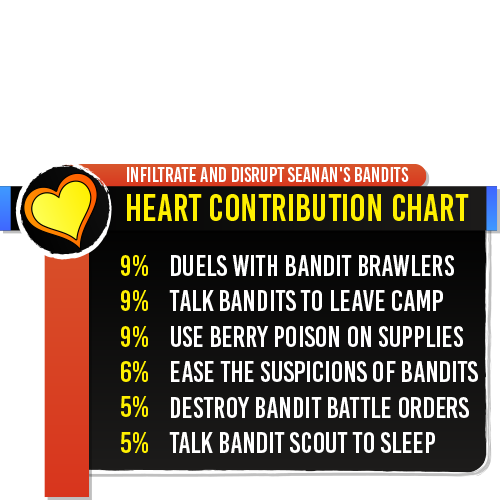 INFILTRATE AND DISRUPT SEANAN'S BANDITS
HEART CONTRIBUTION CHART
9% DUELS WITH BANDIT BRAWLERS
9% TALK BANDITS TO LEAVE CAMP
9% USE BERRY POISON ON SUPPLIES
6% EASE THE SUSPICIONS OF BANDITS
5% DESTROY BANDIT BATTLE ORDERS
5% TALK BANDIT SCOUT TO SLEEP